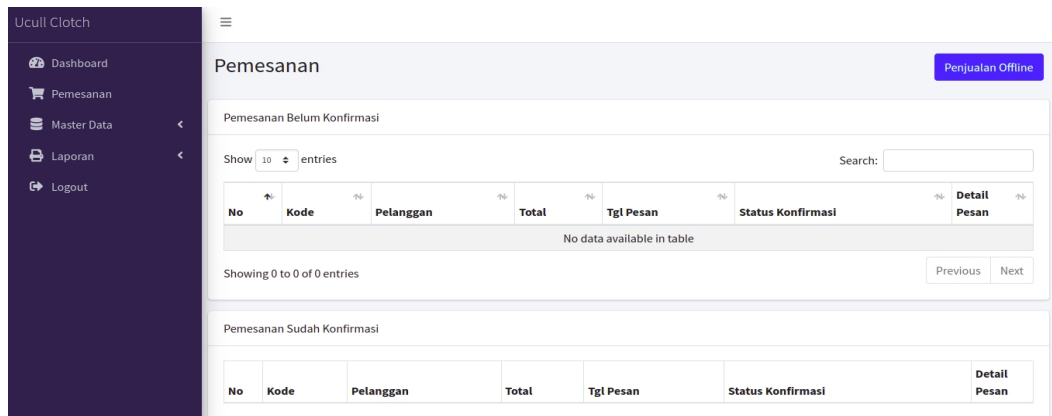 Ucull Clotch
Dashboard
Pemesanan
Master Data
Laporan
Logout
Pemesanan
Penjualan Offline
Pemesanan Belum Konfirmasi
Show 10 entries
Search:
No Kode Pelanggan Total Tgl Pesan Status Konfirmasi Detail Pesan
No data available in table
Showing 0 to 0 of 0 entries
Previous Next
Pemesanan Sudah Konfirmasi
No Kode Pelanggan Total Tgl Pesan Status Konfirmasi Detail Pesan